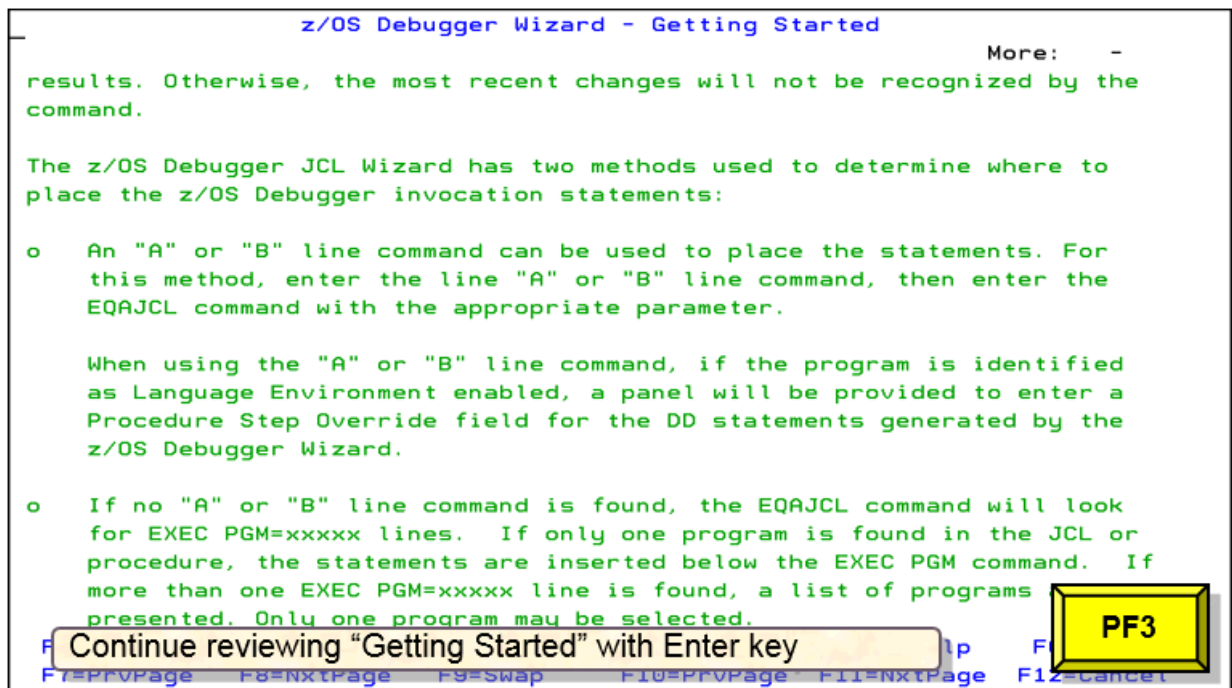 z/OS Debugger Wizard - Getting Started
More: -
results. Otherwise, the most recent changes will not be recognized by the
command.
The z/OS Debugger JCL Wizard has two methods used to determine where to
place the z/OS Debugger invocation statements:
o An "A" or "B" line command can be used to place the statements. For
this method, enter the line "A" or "B" line command, then enter the
EQAJCL command with the appropriate parameter.
When using the "A" or "B" line command, if the program is identified
as Language Environment enabled, a panel will be provided to enter a
Procedure Step Override field for the DD statements generated by the
z/OS Debugger Wizard.
o If no "A" or "B" line command is found, the EQAJCL command will look
for EXEC PGM=xxxxx lines. If only one program is found in the JCL or
procedure, the statements are inserted below the EXEC PGM command. If
more than one EXEC PGM=xxxxx line is found, a list of programs
presented. Only one program may be selected.
PF3
Continue reviewing “Getting Started” with Enter key
F7=PrvPage F8=NxtPage F9=Swap F10=PrvPage F11=NxtPage F12=Cancel